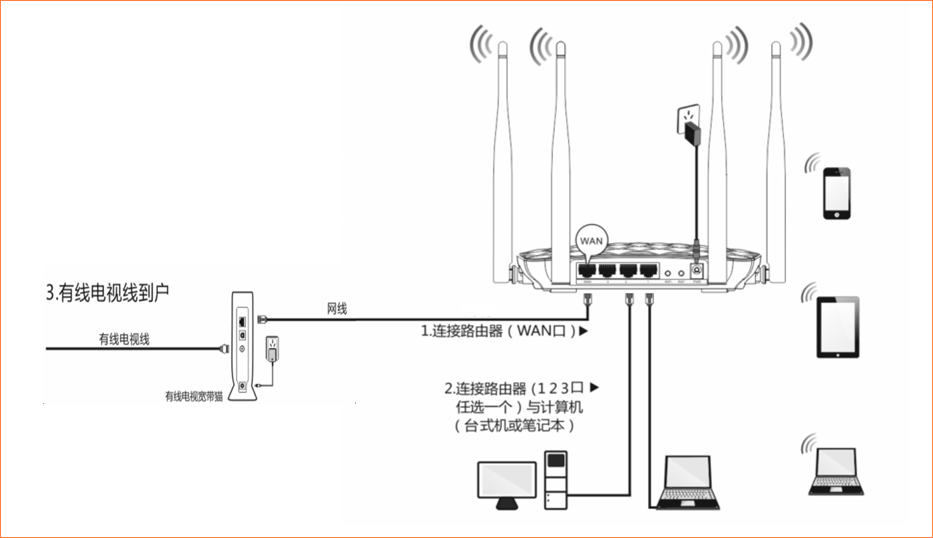 WAN
3.有线电视线到户
网线
有线电视线
1.连接路由器（WAN口）▶
有线电视宽带猫
2.连接路由器(1 2 3口 ▶
任选一个）与计算机
（台式机或笔记本）